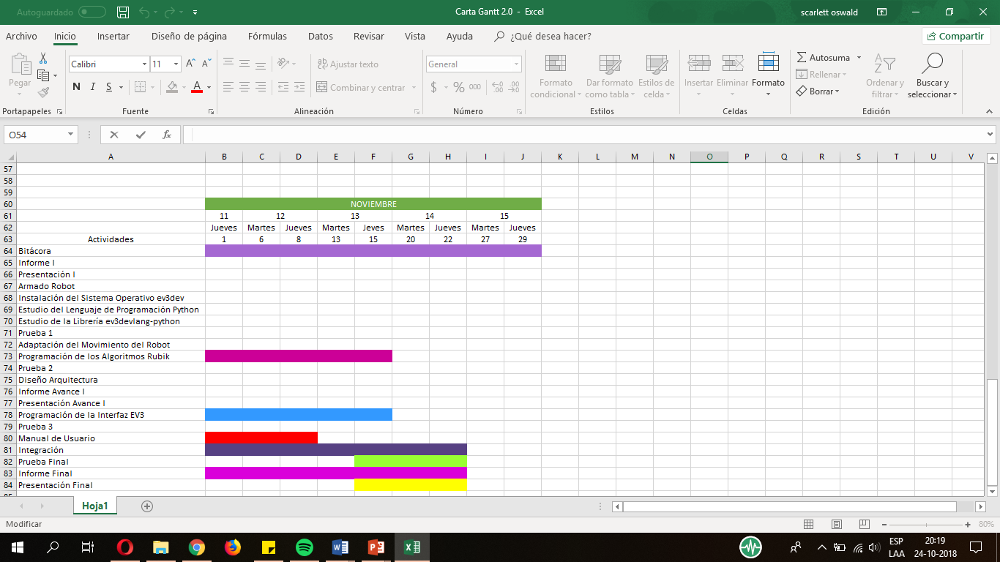 Autoguardado
Carta Gantt 2.0 - Excel
scarlett oswald
Archivo Inicio Insertar Diseño de página Fórmulas Datos Revisar Vista Ayuda ¿Qué desea hacer? Compartir
Pegar
Calibri 11
N K S
Ajustar texto
Combinar y centrar
General
$ % 000
Formato condicional
Dar formato como tabla
Estilos de celda
Insertar Eliminar Formato
Autosuma
Rellenar
Borrar
Ordenar y filtrar
Buscar y seleccionar
Portapapeles Fuente Alineación Número Estilos Celdas Edición
O54 fx
A B C D E F G H I J K L M N O P Q R S T U V
57
58
59
60 NOVIEMBRE
61 11 12 13 14 15
62 Jueves Martes Jueves Martes Jeves Martes Jueves Martes Jueves
63 Actividades 1 6 8 13 15 20 22 27 29
64 Bitácora
65 Informe I
66 Presentación I
67 Armado Robot
68 Instalación del Sistema Operativo ev3dev
69 Estudio del Lenguaje de Programación Python
70 Estudio de la Librería ev3devlang-python
71 Prueba 1
72 Adaptación del Movimiento del Robot
73 Programación de los Algoritmos Rubik
74 Prueba 2
75 Diseño Arquitectura
76 Informe Avance I
77 Presentación Avance I
78 Programación de la Interfaz EV3
79 Prueba 3
80 Manual de Usuario
81 Integración
82 Prueba Final
83 Informe Final
84 Presentación Final
Hoja1
Modificar
80%
ESP
LAA
20:19
24-10-2018